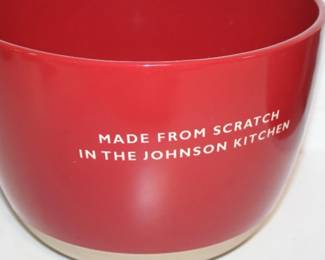 MADE FROM SCRATCH
IN THE JOHNSON KITCHEN